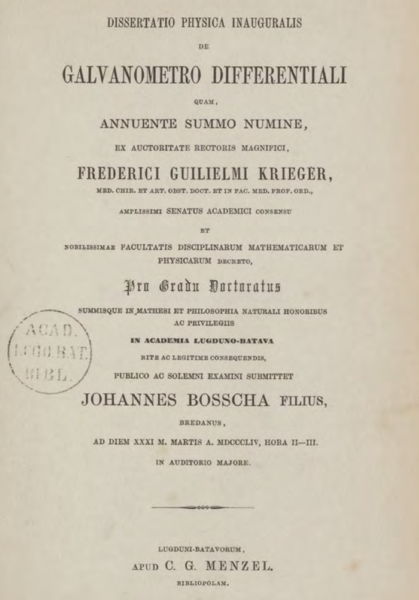 DISSERTATIO PHYSICA INAUGURALIS
DE
GALVANOMETRO DIFFERENTIALI
QUAM,
ANNUENTE SUMMO NUMINE,
EX AUCTORITATE RECTORIS MAGNIFICI,
FREDERICI GUILIELMI KRIEGER,
MED. CHIR. ET ART. OBST. DOCT. ET IN FAC. MED. PROF. ORD.,
AMPLISSIMI SENATUS ACADEMICI CONSENSU
ET
NOBILISSIMAE FACULTATIS DISCIPLINARUM MATHEMATICARUM ET
PHYSICARUM DECRETO,
Pro Gradu Doctoratus
SUMMISQUE IN MATHESI ET PHILOSOPHIA NATURALI HONORIBUS
AC PRIVILEGIIS
IN ACADEMIA LUGDUNO-BATAVA
RITE AC LEGITIME CONSEQUENDIS,
PUBLICO AC SOLEMNI EXAMINI SUBMITTET
JOHANNES BOSSCHA FILIUS,
BREDANUS,
AD DIEM XXXI M. MARTIS A. MDCCCLIV, HORA II—III.
IN AUDITORIO MAJORE.
ACAD.
LUGD. BAT.
BIBL.
LUGDUNI-BATAVORUM,
APUD C. G. MENZEL.
BIBLIOPOLAM.